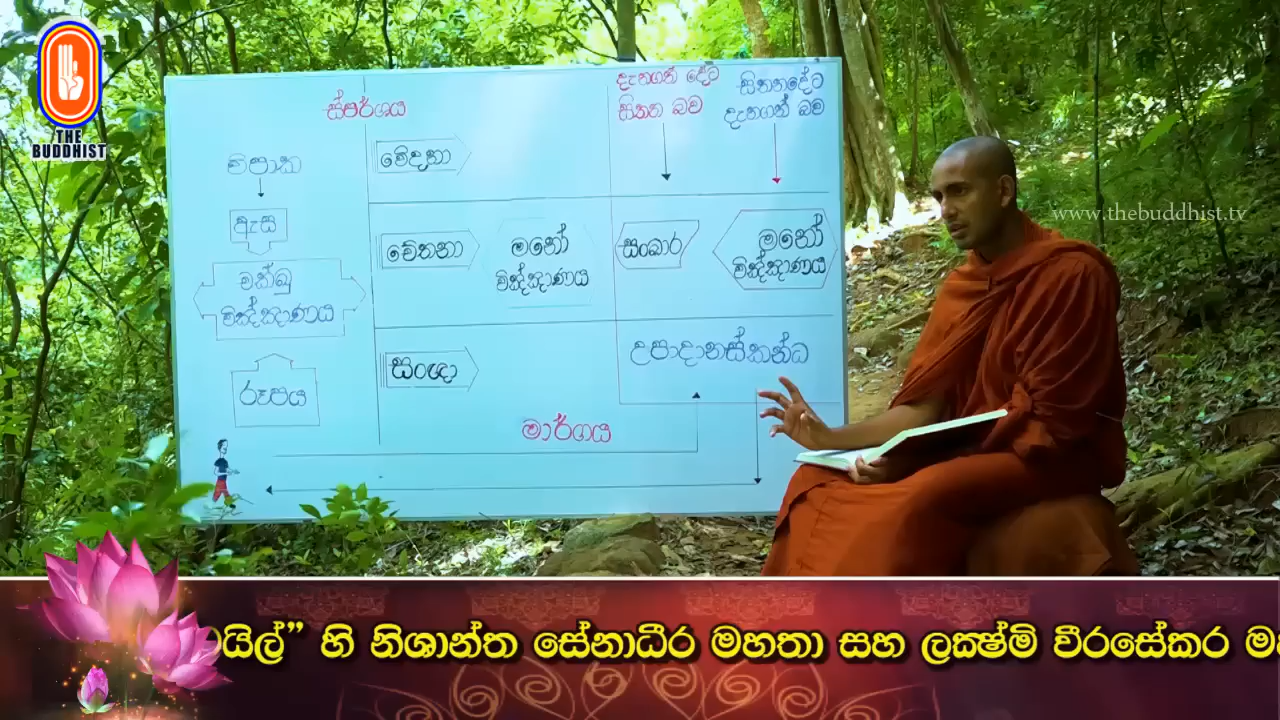 THE
BUDDHIST
www.thebuddhist.tv
ස්පර්ශය
දැනගත් දේට
සිතන බව
සිතනදේට
දැනගත් බව
විපාක
වේදනා
ඇස
චේතනා
මනෝ
වික්ද්ඤාණය
සංඛාර
මනෝ
වික්ද්ඤාණය
චක්ඛු
වික්ද්ඤාණය
සංඥා
උපාදානස්කන්ධ
රූපය
මාර්ගය
ටයිල්” හි නිශාන්ත සේනාධීර මහතා සහ ලක්ෂ්මි වීරසේකර